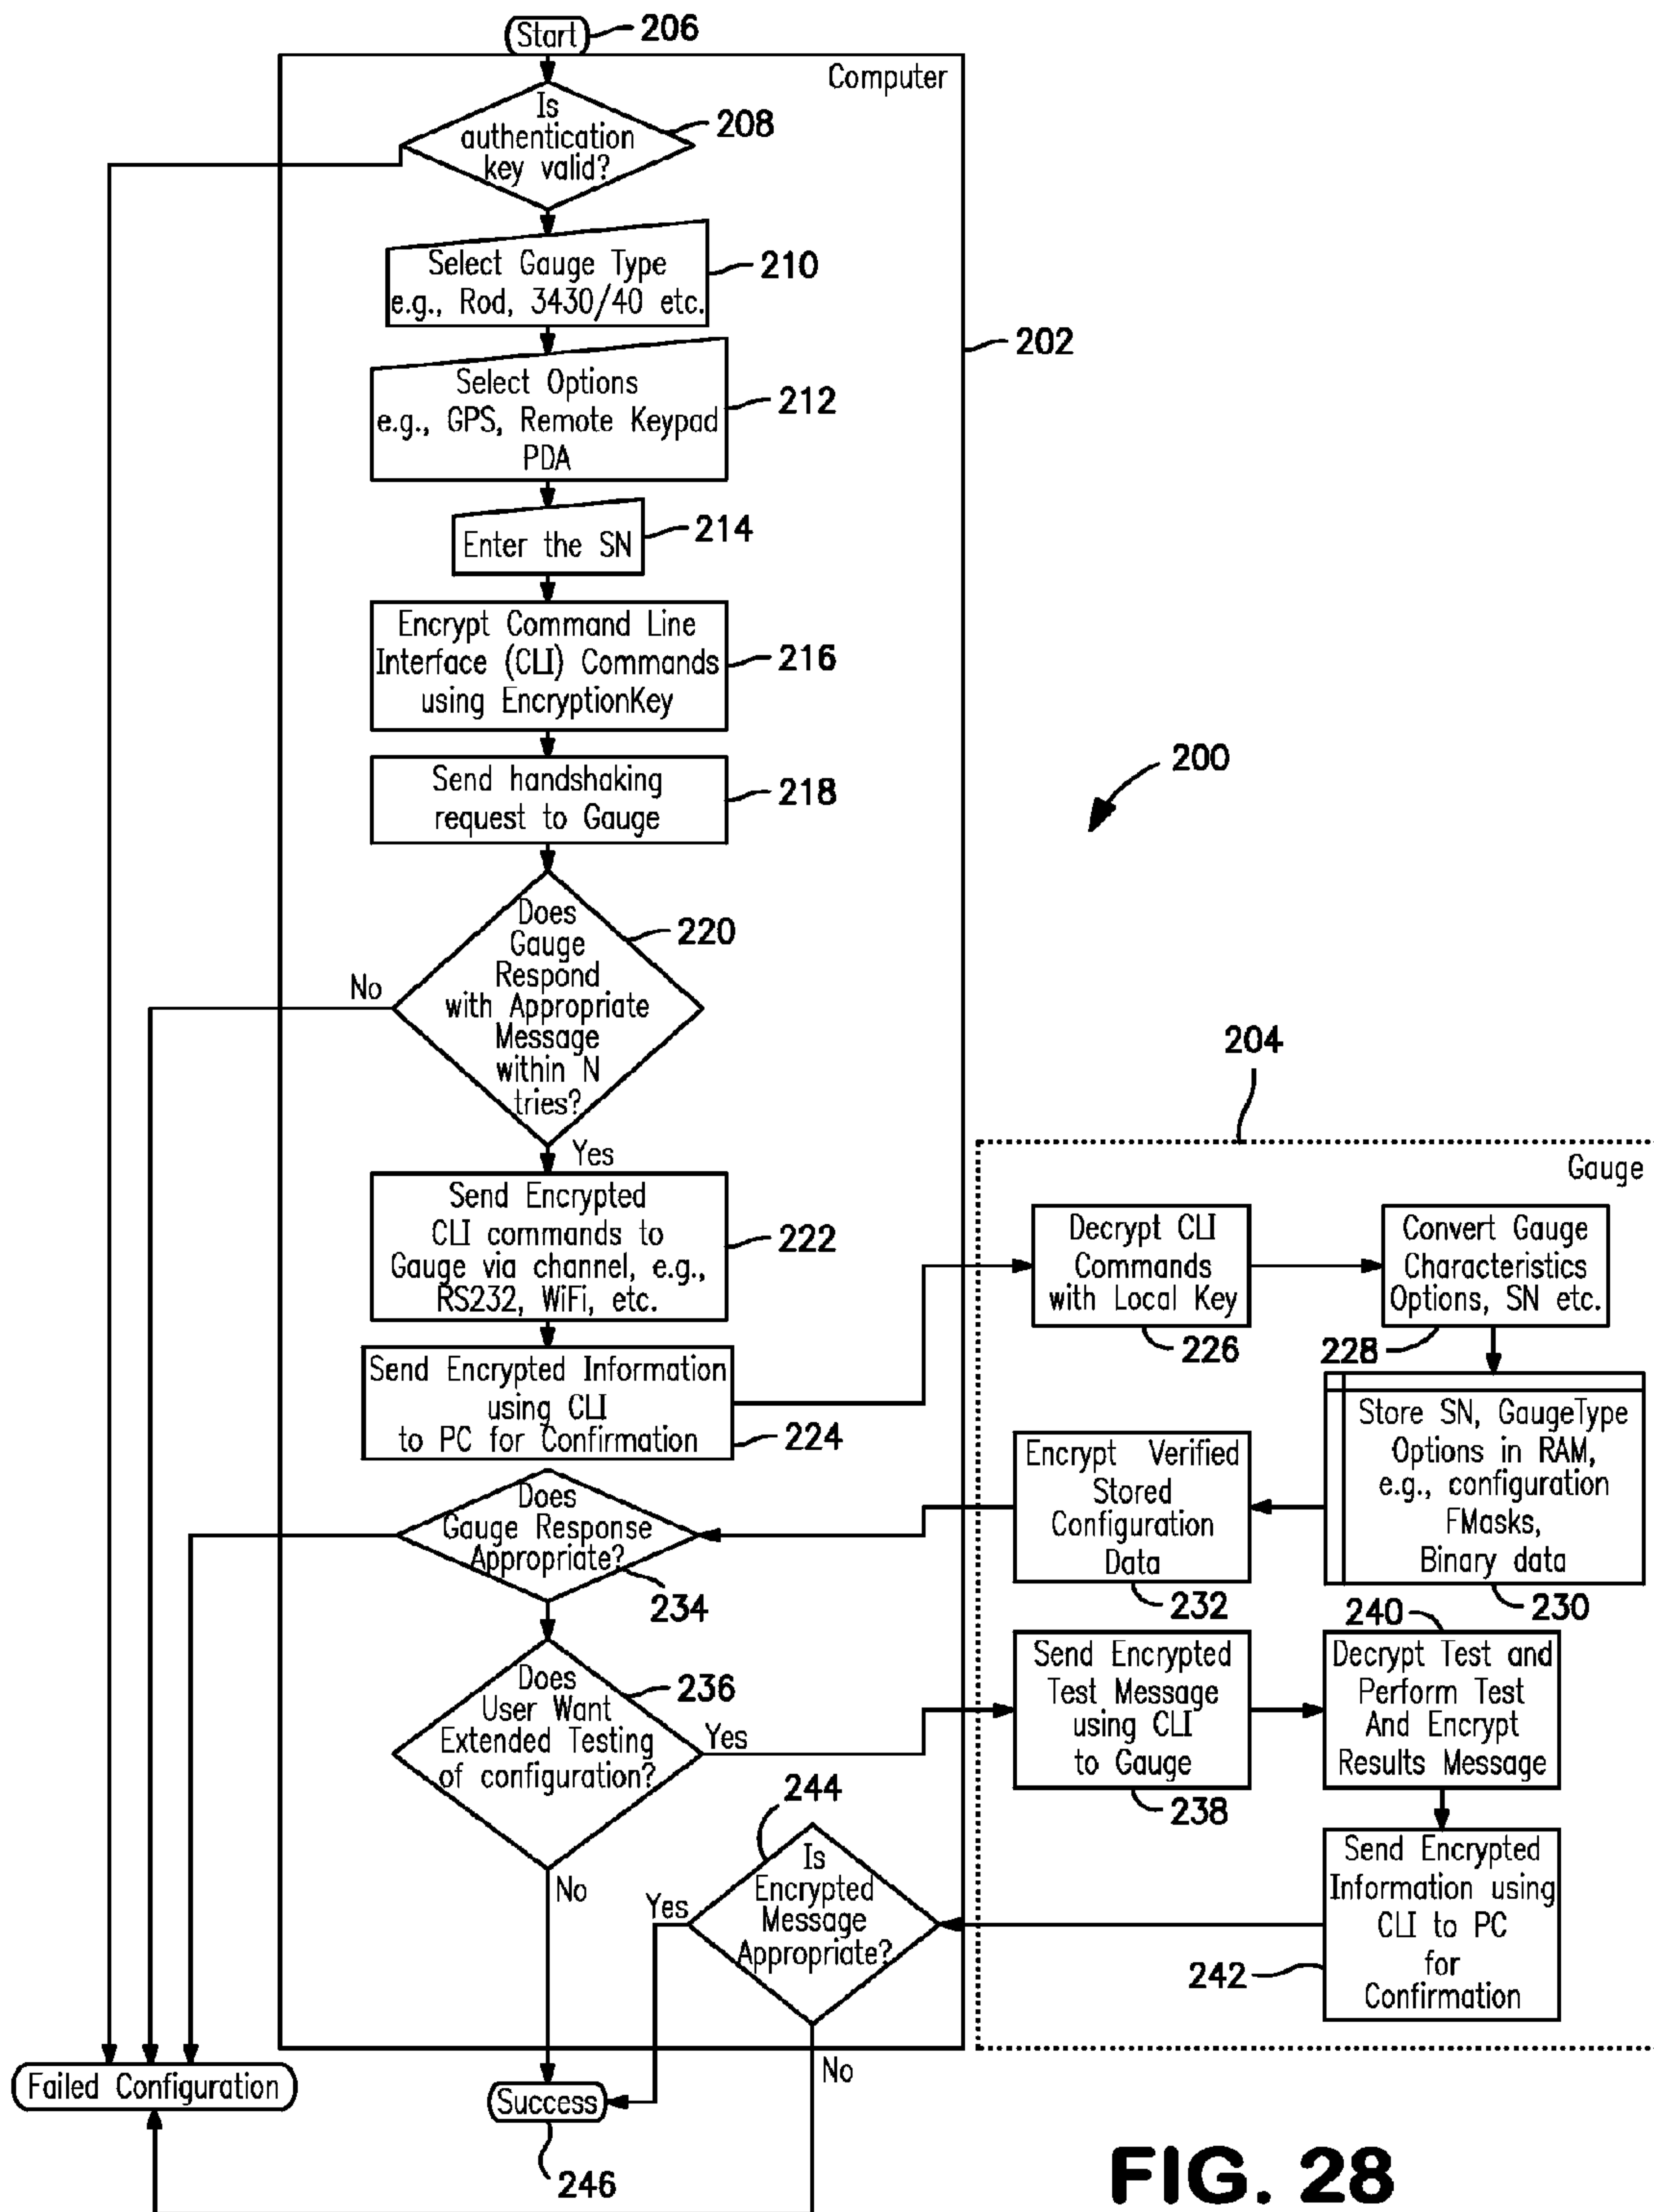 Start
206
Computer
Is
authentication
key valid?
208
Select Gauge Type
e.g., Rod, 3430/40 etc.
210
202
Select Options
e.g., GPS, Remote Keypad
PDA
212
Enter the SN
214
Encrypt Command Line
Interface (CLI) Commands
using EncryptionKey
216
Send handshaking
request to Gauge
218
200
Does
Gauge
Respond
with Appropriate
Message
within N
tries?
220
No
Yes
204
Gauge
Send Encrypted
CLI commands to
Gauge via channel, e.g.,
RS232, WiFi, etc.
222
Send Encrypted Information
using CLI
to PC for Confirmation
224
Decrypt CLI
Commands
with Local Key
226
Convert Gauge
Characteristics
Options, SN etc.
228
Store SN, GaugeType
Options in RAM,
e.g., configuration
FMasks,
Binary data
230
Encrypt Verified
Stored
Configuration
Data
232
Does
Gauge Response
Appropriate?
234
Does
User Want
Extended Testing
of configuration?
236
Yes
No
Send Encrypted
Test Message
using CLI
to Gauge
238
240
Decrypt Test and
Perform Test
And Encrypt
Results Message
Send Encrypted
Information using
CLI to PC
for
Confirmation
242
244
Is
Encrypted
Message
Appropriate?
Yes
No
Failed Configuration
Success
246
FIG. 28